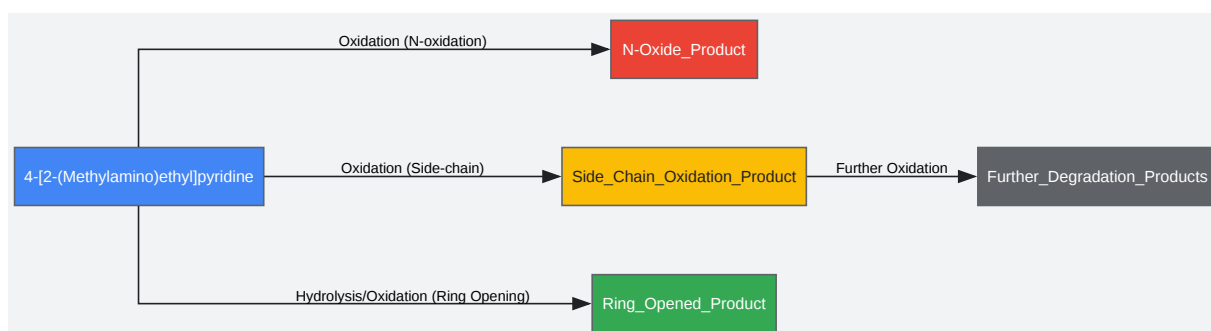 Oxidation (N-oxidation)
N-Oxide_Product
4-[2-(Methylamino)ethyl]pyridine
Oxidation (Side-chain)
Side_Chain_Oxidation_Product
Further Oxidation
Further_Degradation_Products
Hydrolysis/Oxidation (Ring Opening)
Ring_Opened_Product